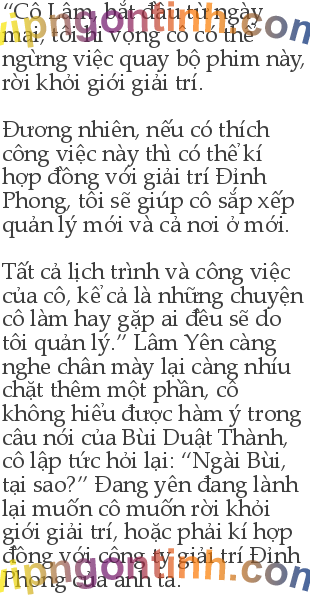 “Cô Lâm, bắt đầu từ ngày
mai, tôi hi vọng cô có thể
ngừng việc quay bộ phim này,
rời khỏi giới giải trí.
Đương nhiên, nếu cô thích
công việc này thì có thể kí
hợp đồng với giải trí Đỉnh
Phong, tôi sẽ giúp cô sắp xếp
quản lý mới và cả nơi ở mới.
Tất cả lịch trình và công việc
của cô, kể cả là những chuyện
cô làm hay gặp ai đều sẽ do
tôi quản lý.” Lâm Yên càng
nghe chân mày lại càng nhíu
chặt thêm một phần, cô
không hiểu được hàm ý trong
câu nói của Bùi Duật Thành,
cô lập tức hỏi lại: “Ngài Bùi,
tại sao?” Đang yên đang lành
lại muốn cô muốn rời khỏi
giới giải trí, hoặc phải kí hợp
đồng với công ty giải trí Đỉnh
Phong của anh ta.
vipngontinh.com
vipngontinh.com